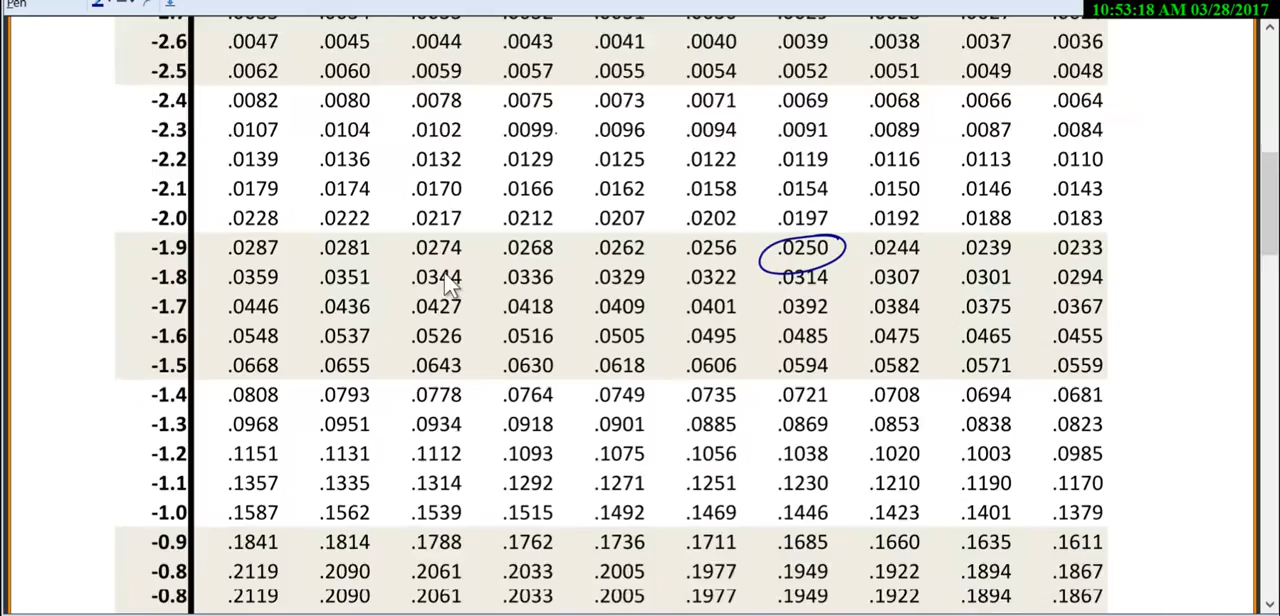 Pen
10:53:18 AM 03/28/2017
-2.6 .0047 .0045 .0044 .0043 .0041 .0040 .0039 .0038 .0037 .0036
-2.5 .0062 .0060 .0059 .0057 .0055 .0054 .0052 .0051 .0049 .0048
-2.4 .0082 .0080 .0078 .0075 .0073 .0071 .0069 .0068 .0066 .0064
-2.3 .0107 .0104 .0102 .0099 .0096 .0094 .0091 .0089 .0087 .0084
-2.2 .0139 .0136 .0132 .0129 .0125 .0122 .0119 .0116 .0113 .0110
-2.1 .0179 .0174 .0170 .0166 .0162 .0158 .0154 .0150 .0146 .0143
-2.0 .0228 .0222 .0217 .0212 .0207 .0202 .0197 .0192 .0188 .0183
-1.9 .0287 .0281 .0274 .0268 .0262 .0256 .0250 .0244 .0239 .0233
-1.8 .0359 .0351 .0344 .0336 .0329 .0322 .0314 .0307 .0301 .0294
-1.7 .0446 .0436 .0427 .0418 .0409 .0401 .0392 .0384 .0375 .0367
-1.6 .0548 .0537 .0526 .0516 .0505 .0495 .0485 .0475 .0465 .0455
-1.5 .0668 .0655 .0643 .0630 .0618 .0606 .0594 .0582 .0571 .0559
-1.4 .0808 .0793 .0778 .0764 .0749 .0735 .0721 .0708 .0694 .0681
-1.3 .0968 .0951 .0934 .0918 .0901 .0885 .0869 .0853 .0838 .0823
-1.2 .1151 .1131 .1112 .1093 .1075 .1056 .1038 .1020 .1003 .0985
-1.1 .1357 .1335 .1314 .1292 .1271 .1251 .1230 .1210 .1190 .1170
-1.0 .1587 .1562 .1539 .1515 .1492 .1469 .1446 .1423 .1401 .1379
-0.9 .1841 .1814 .1788 .1762 .1736 .1711 .1685 .1660 .1635 .1611
-0.8 .2119 .2090 .2061 .2033 .2005 .1977 .1949 .1922 .1894 .1867
-0.8 .2119 .2090 .2061 .2033 .2005 .1977 .1949 .1922 .1894 .1867